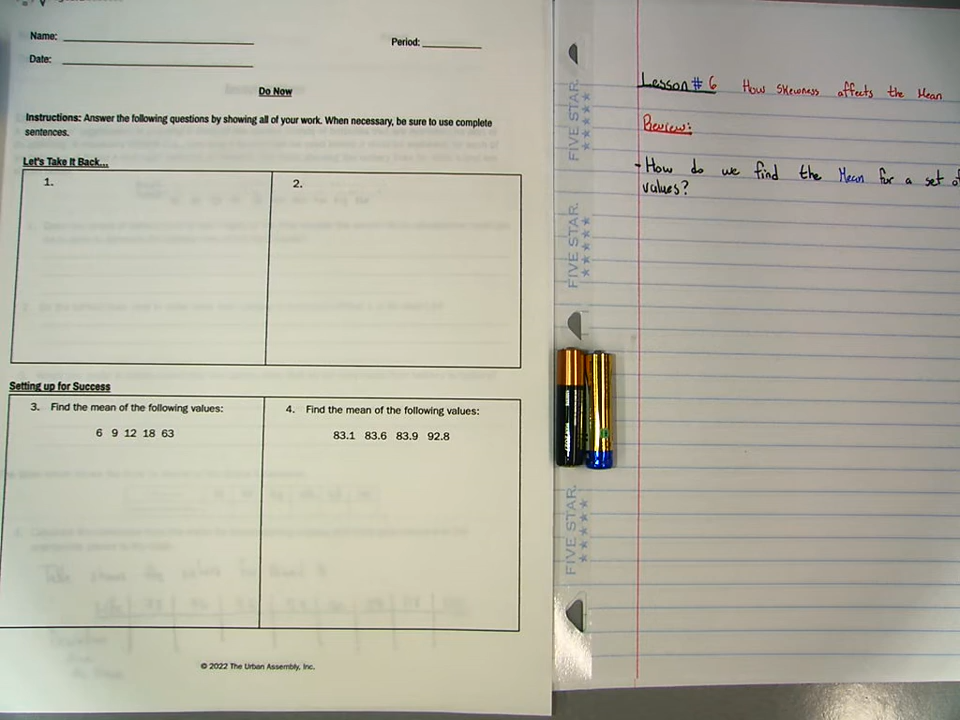 Name: ____________________ Period: __________
Date: ____________________
Do Now
Instructions: Answer the following questions by showing all of your work. When necessary, be sure to use complete
sentences.
Let's Take It Back...
1. 2.
Setting up for Success
3. Find the mean of the following values: 4. Find the mean of the following values:
6 9 12 18 63 83.1 83.6 83.9 92.8
© 2022 The Urban Assembly, Inc.
FIVE STAR.
FIVE STAR.
FIVE STAR.
Lesson # 6 How skewness affects the Mean
Review:
- How do we find the Mean for a set of
values?